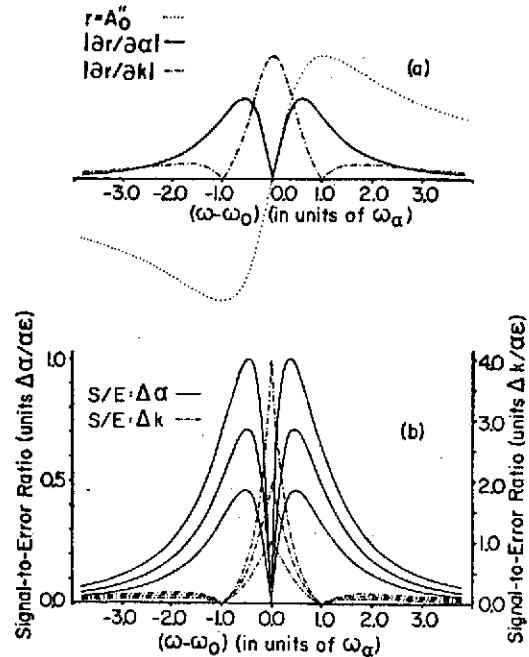 r=A″₀
|∂r/∂α|
|∂r/∂k|
(a)
-3.0 -2.0 -1.0 0.0 1.0 2.0 3.0
(ω-ω₀) (in units of ωα)
Signal-to-Error Ratio (units Δα/αε)
1.0
0.5
0.0
S/E: Δα
S/E: Δk
(b)
4.0
3.0
2.0
1.0
0.0
Signal-to-Error Ratio (units Δk/αε)
-3.0 -2.0 -1.0 0.0 1.0 2.0 3.0
(ω-ω₀) (in units of ωα)